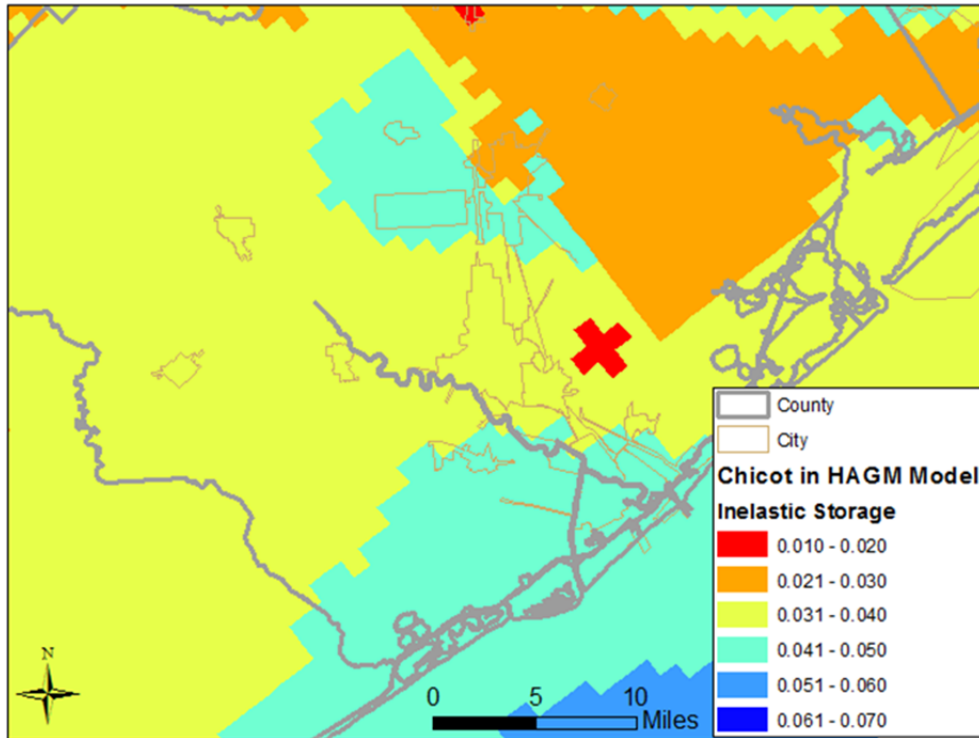 County
City
Chicot in HAGM Model
Inelastic Storage
0.010 - 0.020
0.021 - 0.030
0.031 - 0.040
0.041 - 0.050
0.051 - 0.060
0.061 - 0.070
N
0 5 10
Miles